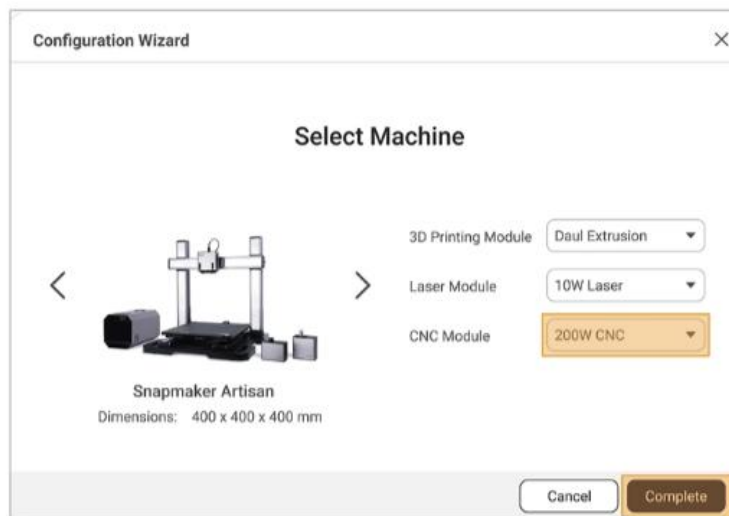 Configuration Wizard
Select Machine
3D Printing Module Daul Extrusion
Laser Module 10W Laser
CNC Module 200W CNC
Snapmaker Artisan
Dimensions: 400 x 400 x 400 mm
Cancel Complete